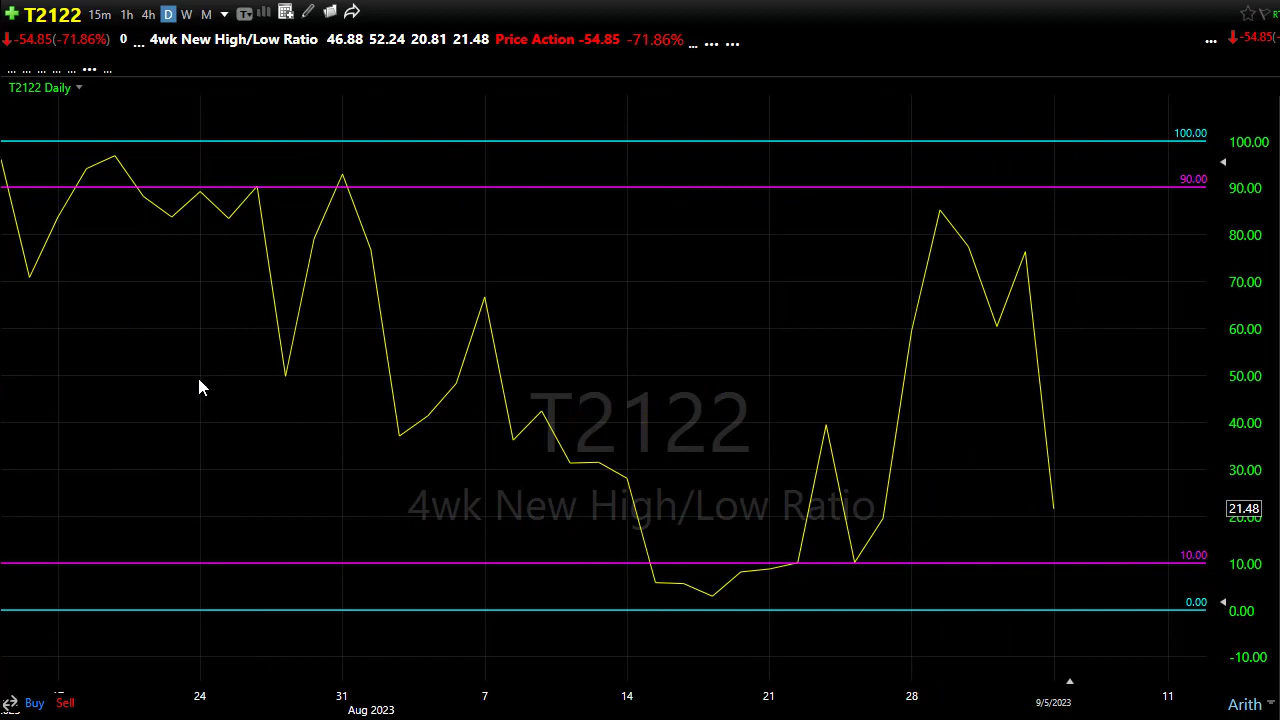 T2122 15m 1h 4h D W M
-54.85(-71.86%) 0 ... 4wk New High/Low Ratio 46.88 52.24 20.81 21.48 Price Action -54.85 -71.86% ... ... ... ... -54.85(-
... ... ... ... ... ... ...
T2122 Daily
100.00
100.00
90.00
90.00
80.00
70.00
60.00
50.00
40.00
T2122
30.00
4wk New High/Low Ratio
21.48
20.00
10.00
10.00
0.00
0.00
-10.00
24 31 7 14 21 28 9/5/2023 11
Buy Sell Aug 2023 Arith